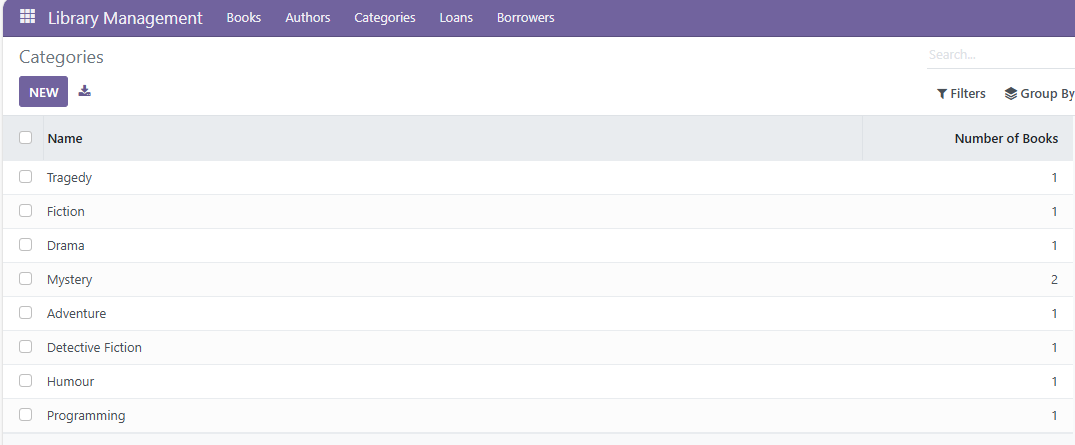 Library Management Books Authors Categories Loans Borrowers
Categories
Search...
NEW
Filters Group By
Name Number of Books
Tragedy 1
Fiction 1
Drama 1
Mystery 2
Adventure 1
Detective Fiction 1
Humour 1
Programming 1